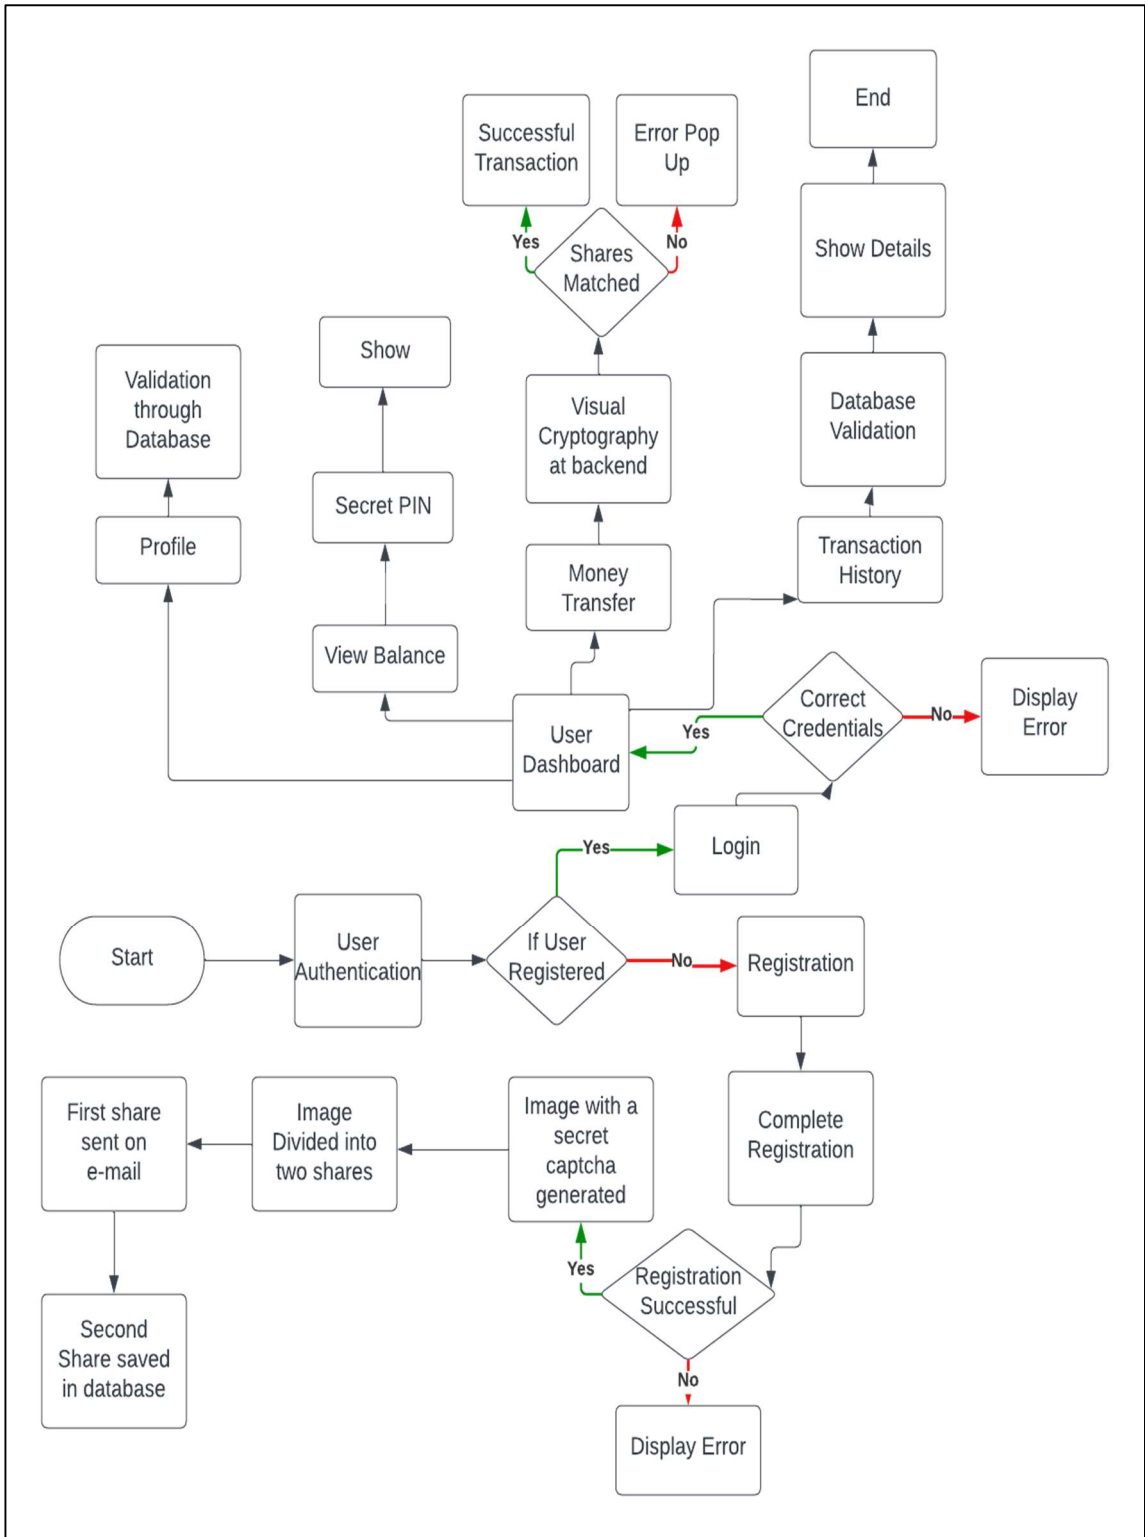 End
Successful
Transaction
Error Pop
Up
Yes
No
Shares
Matched
Show Details
Show
Validation
through
Database
Visual
Cryptography
at backend
Database
Validation
Secret PIN
Profile
Money
Transfer
Transaction
History
View Balance
User
Dashboard
Yes
Correct
Credentials
No
Display
Error
Login
Yes
Start
User
Authentication
If User
Registered
No
Registration
First share
sent on
e-mail
Image
Divided into
two shares
Image with a
secret
captcha
generated
Complete
Registration
Yes
Registration
Successful
Second
Share saved
in database
No
Display Error